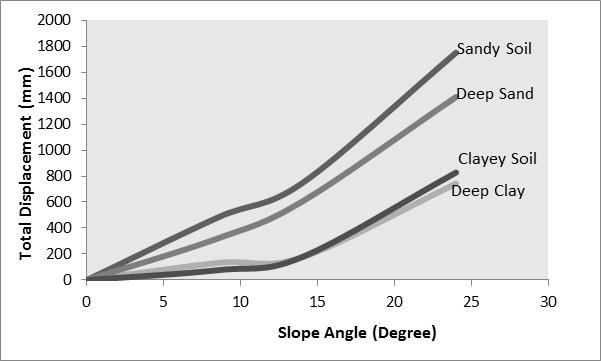 Total Displacement (mm)
2000
1800
1600
1400
1200
1000
800
600
400
200
0
Sandy Soil
Deep Sand
Clayey Soil
Deep Clay
0 5 10 15 20 25 30
Slope Angle (Degree)